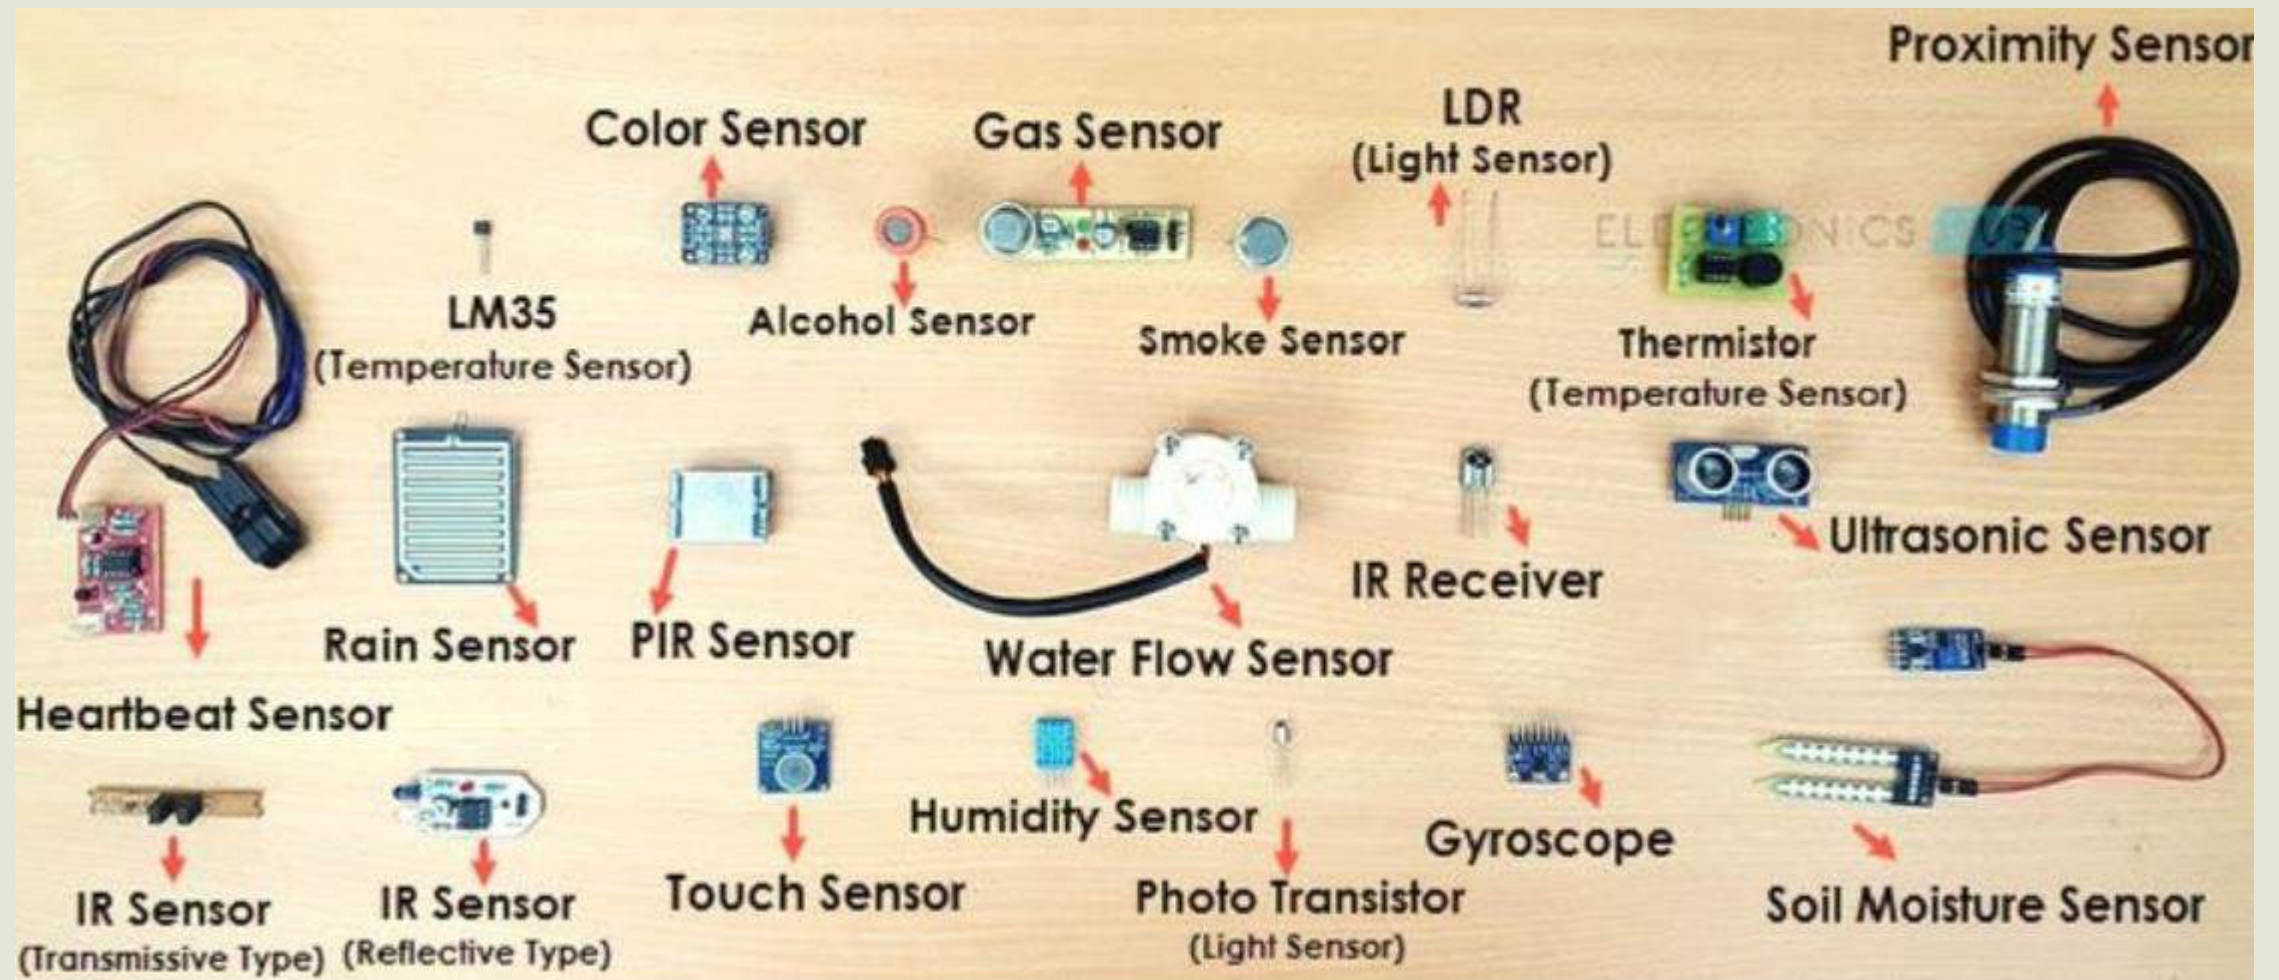 Proximity Sensor
Color Sensor
Gas Sensor
LDR
(Light Sensor)
LM35
(Temperature Sensor)
Alcohol Sensor
Smoke Sensor
Thermistor
(Temperature Sensor)
Rain Sensor
PIR Sensor
Water Flow Sensor
IR Receiver
Ultrasonic Sensor
Heartbeat Sensor
Humidity Sensor
Gyroscope
IR Sensor
(Transmissive Type)
IR Sensor
(Reflective Type)
Touch Sensor
Photo Transistor
(Light Sensor)
Soil Moisture Sensor